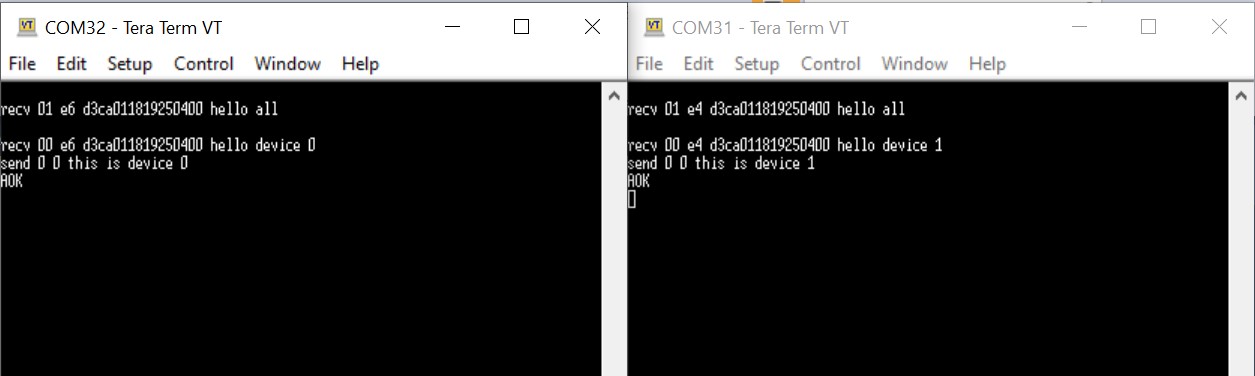 COM32 - Tera Term VT
File Edit Setup Control Window Help
recv 01 e6 d3ca011819250400 hello all
recv 00 e6 d3ca011819250400 hello device 0
send 0 0 this is device 0
AOK
COM31 - Tera Term VT
File Edit Setup Control Window Help
recv 01 e4 d3ca011819250400 hello all
recv 00 e4 d3ca011819250400 hello device 1
send 0 0 this is device 1
AOK